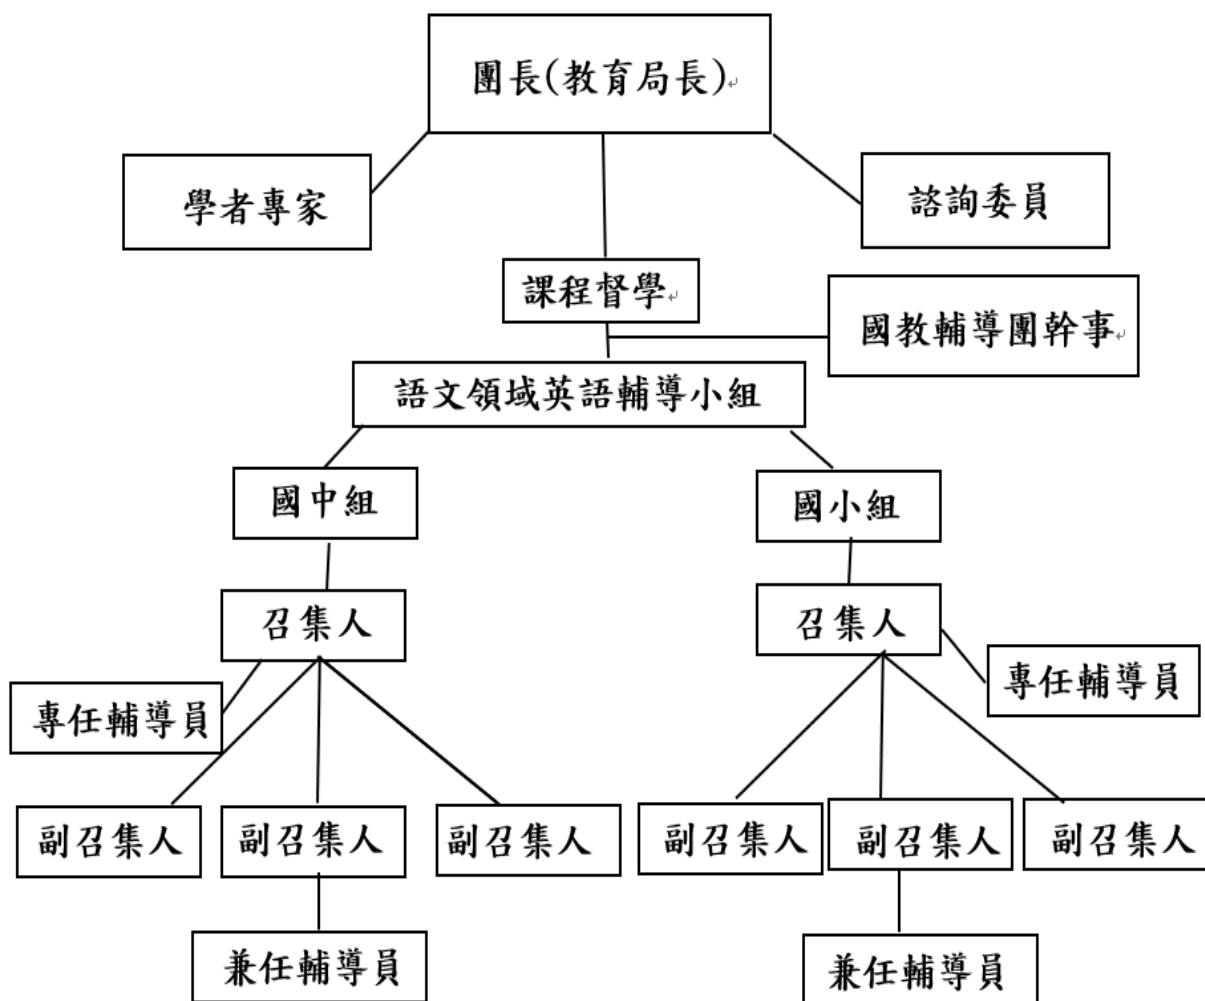 團長(教育局長)
學者專家
諮詢委員
課程督學
國教輔導團幹事
語文領域英語輔導小組
國中組
國小組
召集人
召集人
專任輔導員
專任輔導員
副召集人
副召集人
副召集人
副召集人
副召集人
副召集人
兼任輔導員
兼任輔導員